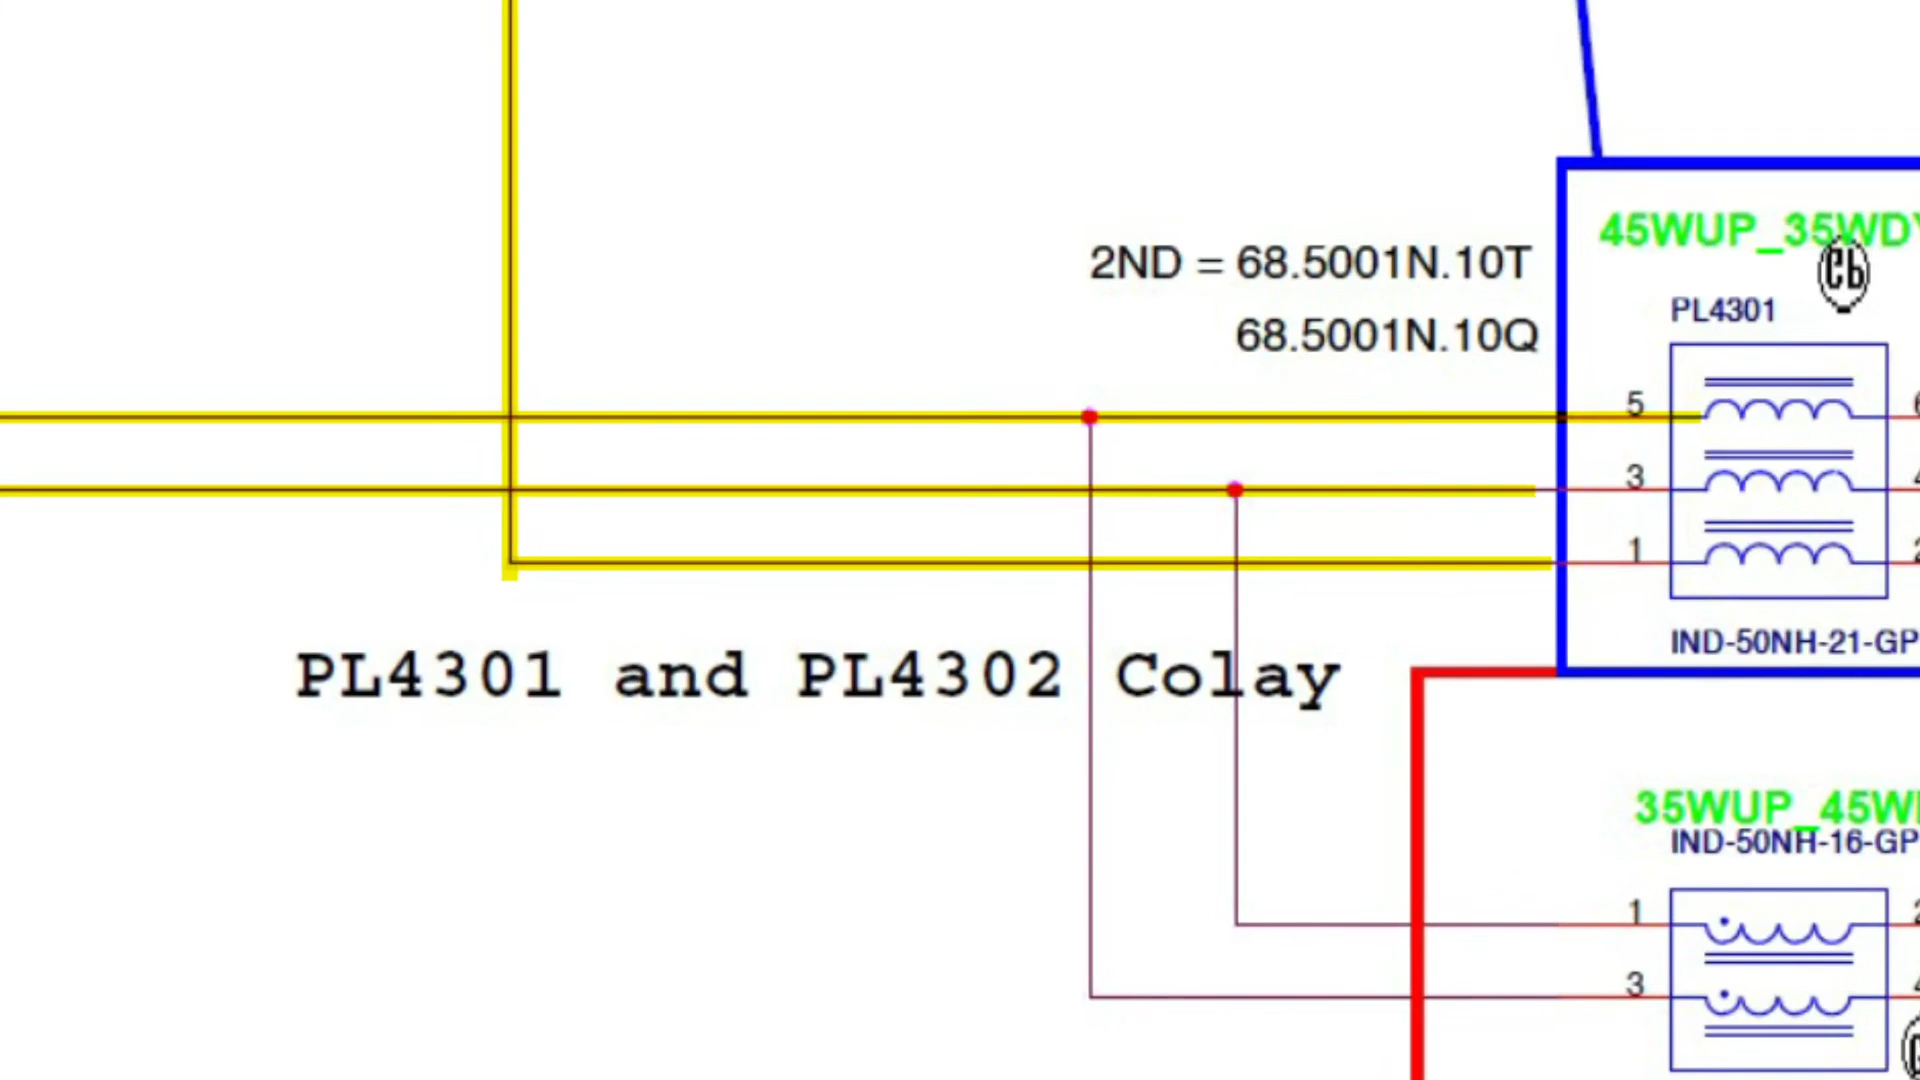 45WUP_35WD
2ND = 68.5001N.10T
68.5001N.10Q
PL4301
5
3
1
IND-50NH-21-GP
PL4301 and PL4302 Colay
35WUP_45W
IND-50NH-16-GP
1
3